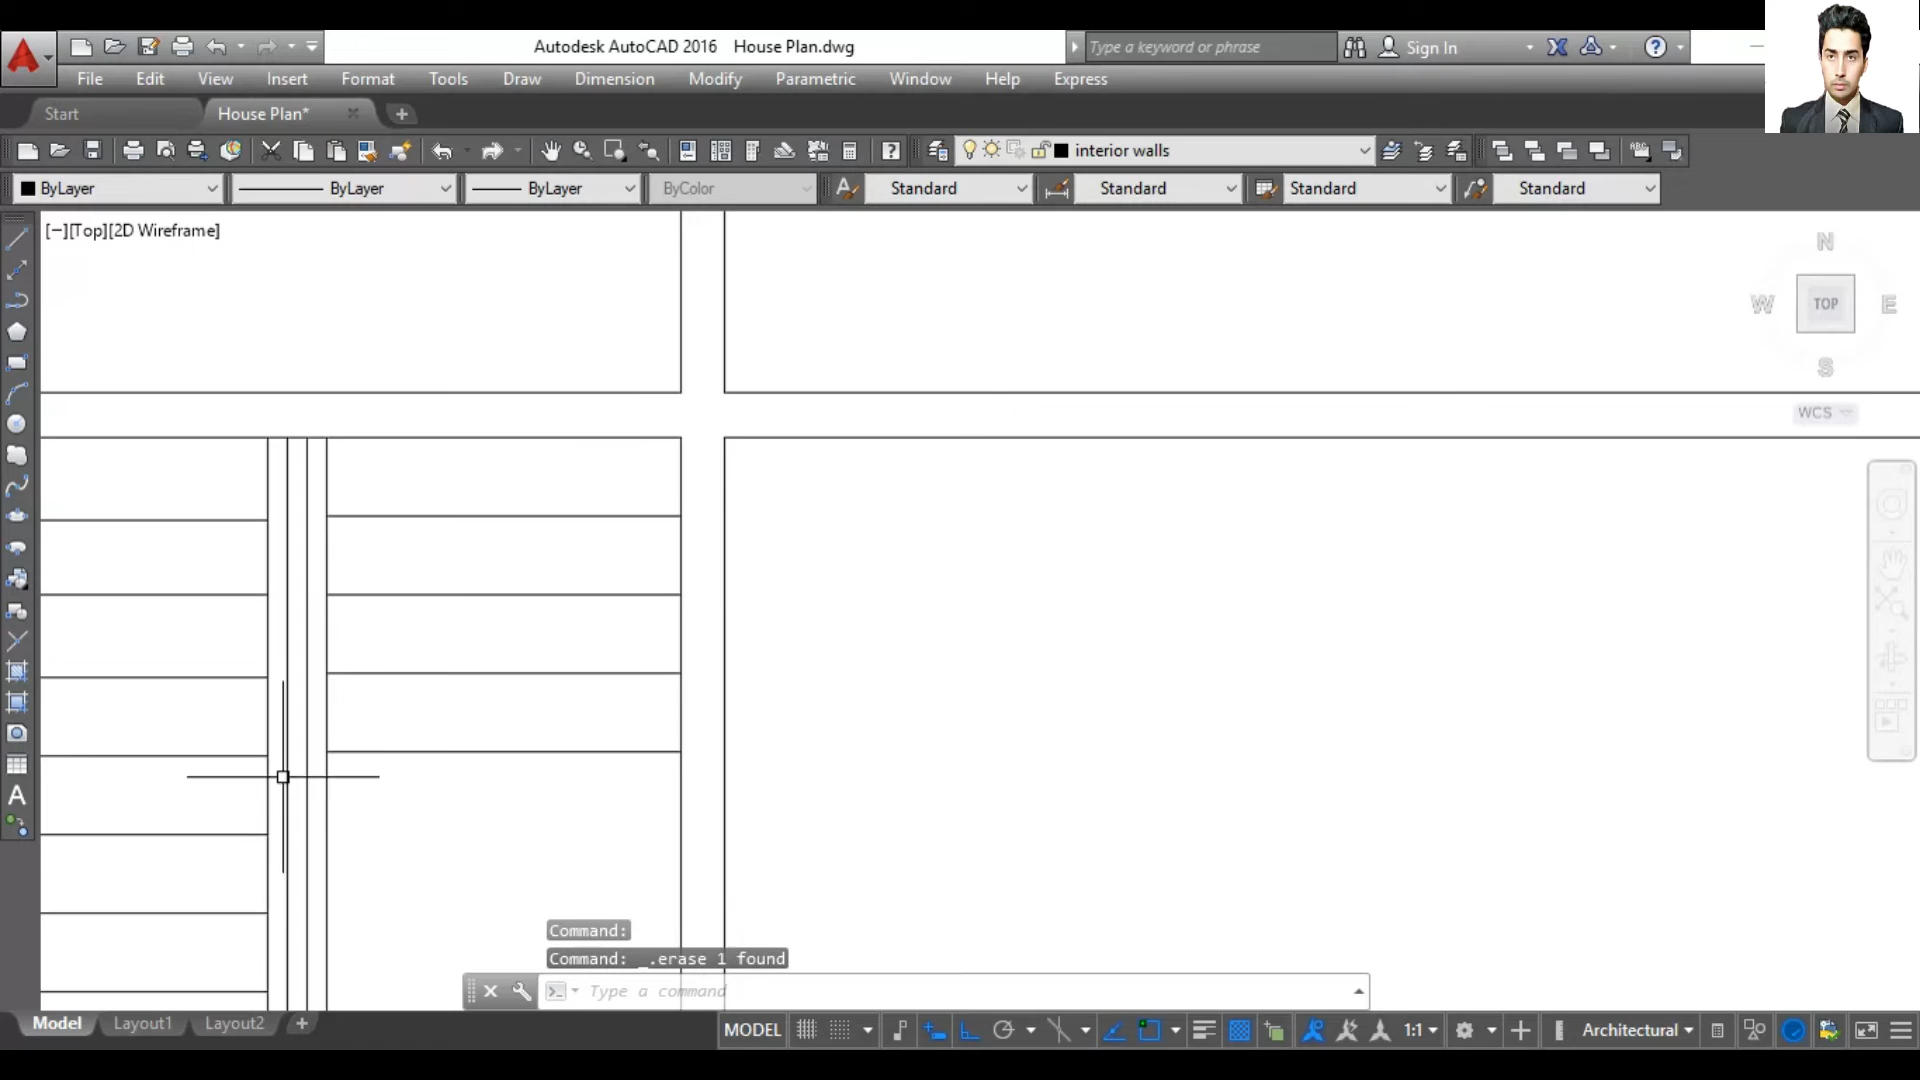 Autodesk AutoCAD 2016 House Plan.dwg
Type a keyword or phrase
Sign In
File Edit View Insert Format Tools Draw Dimension Modify Parametric Window Help Express
Start House Plan*
interior walls
ByLayer ByLayer ByLayer ByColor Standard Standard Standard Standard
[−][Top][2D Wireframe]
N
W TOP E
S
WCS
A
Command:
Command: _.erase 1 found
Type a command
Model Layout1 Layout2 +
MODEL 1:1 Architectural